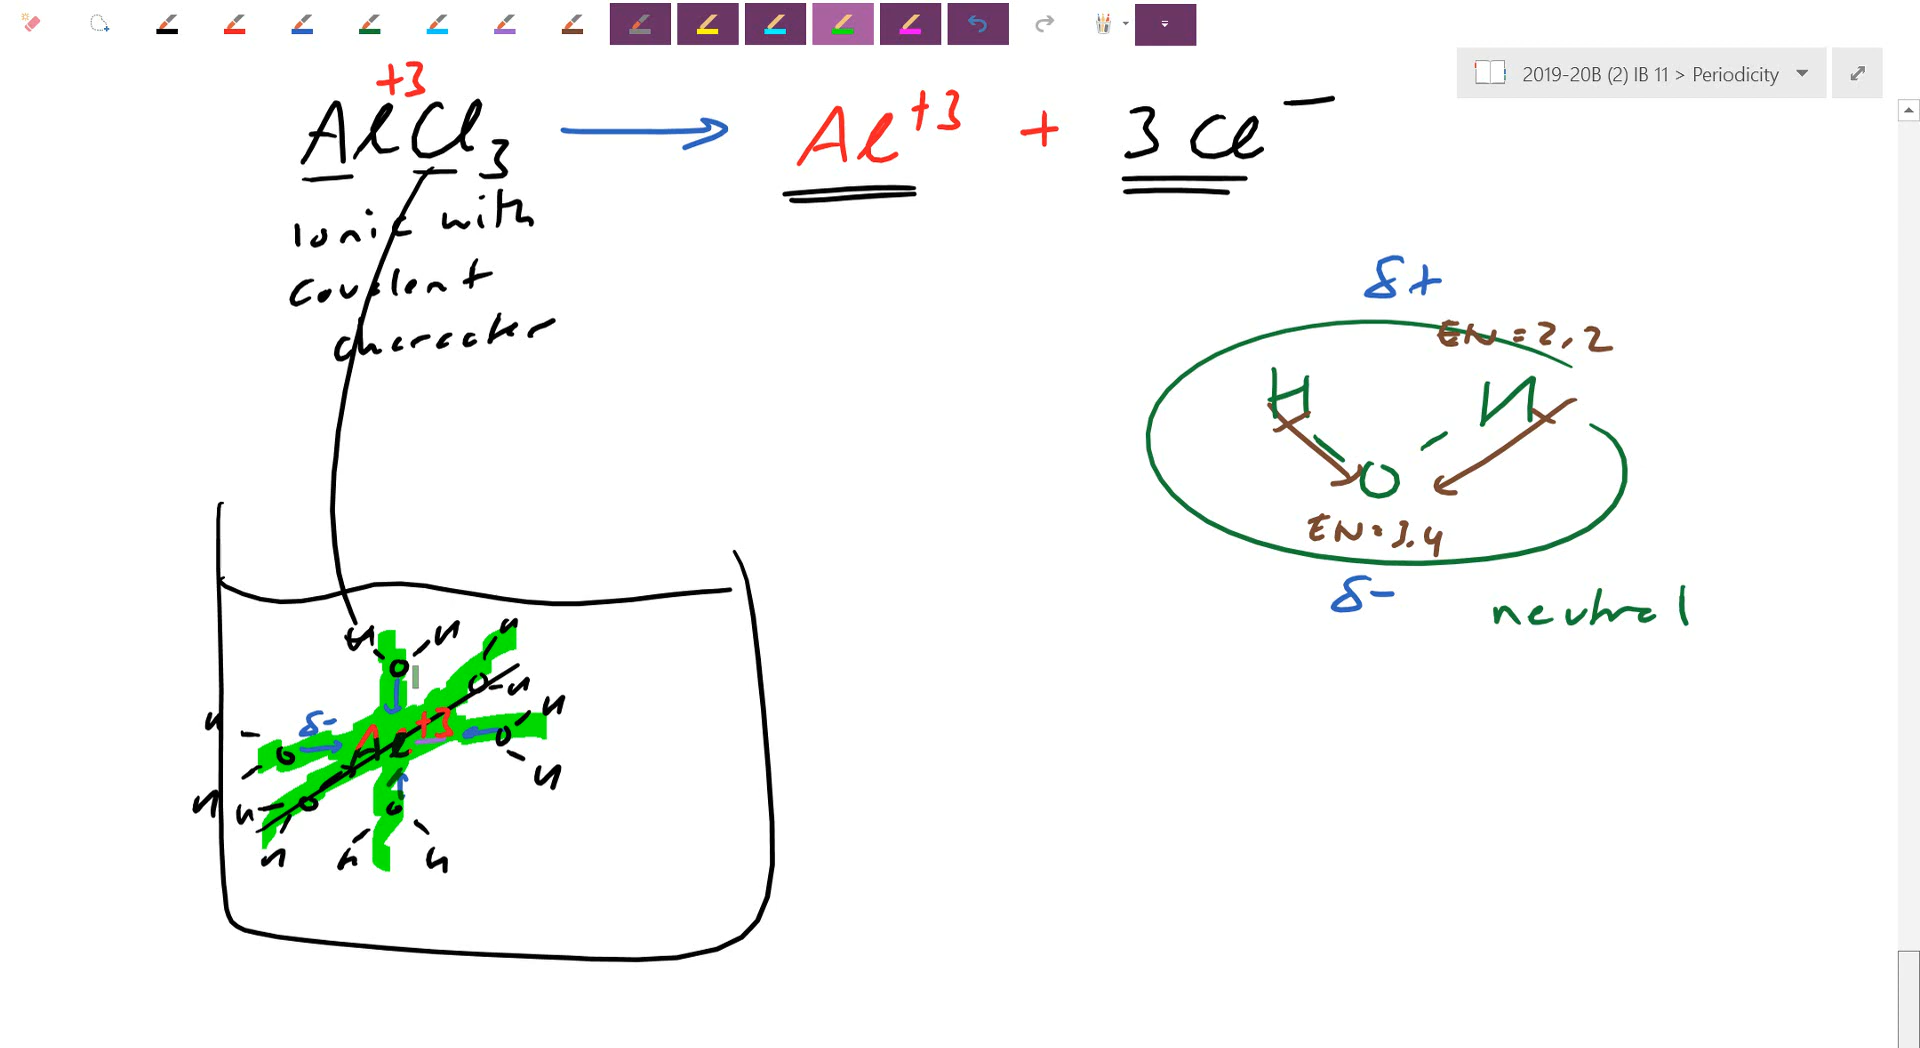 2019-20B (2) IB 11 > Periodicity
+3
AlCl3 → Al+3 + 3 Cl−
Ionic with
covalent
character
δ+
EN = 2.2
H H
O
EN = 3.4
δ-
neutral
H H H
O
O-H
H δ- Al +3 H
O O
H
H H O O
H H H